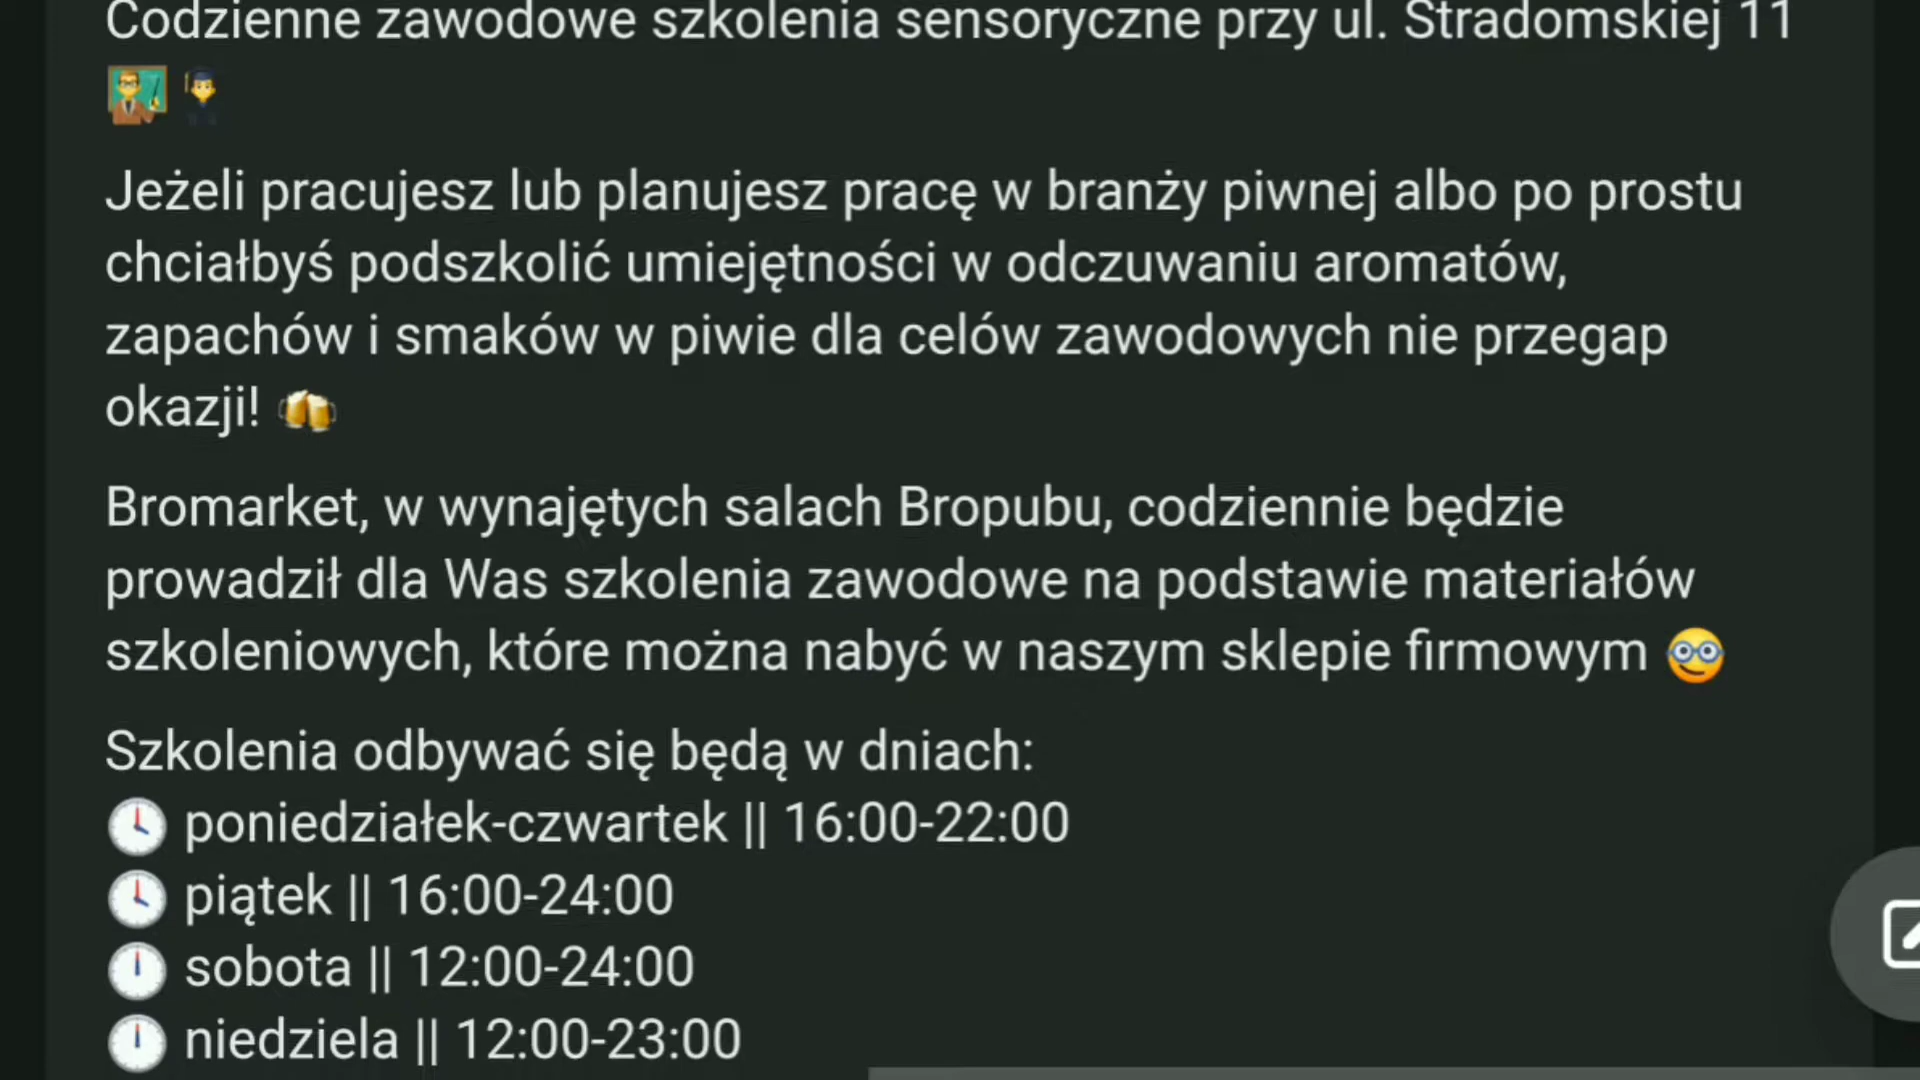 Codzienne zawodowe szkolenia sensoryczne przy ul. Stradomskiej 11
👨‍🏫 👨‍🎓
Jeżeli pracujesz lub planujesz pracę w branży piwnej albo po prostu
chciałbyś podszkolić umiejętności w odczuwaniu aromatów,
zapachów i smaków w piwie dla celów zawodowych nie przegap
okazji! 🍻
Bromarket, w wynajętych salach Bropubu, codziennie będzie
prowadził dla Was szkolenia zawodowe na podstawie materiałów
szkoleniowych, które można nabyć w naszym sklepie firmowym 🤓
Szkolenia odbywać się będą w dniach:
🕓 poniedziałek-czwartek || 16:00-22:00
🕓 piątek || 16:00-24:00
🕛 sobota || 12:00-24:00
🕛 niedziela || 12:00-23:00